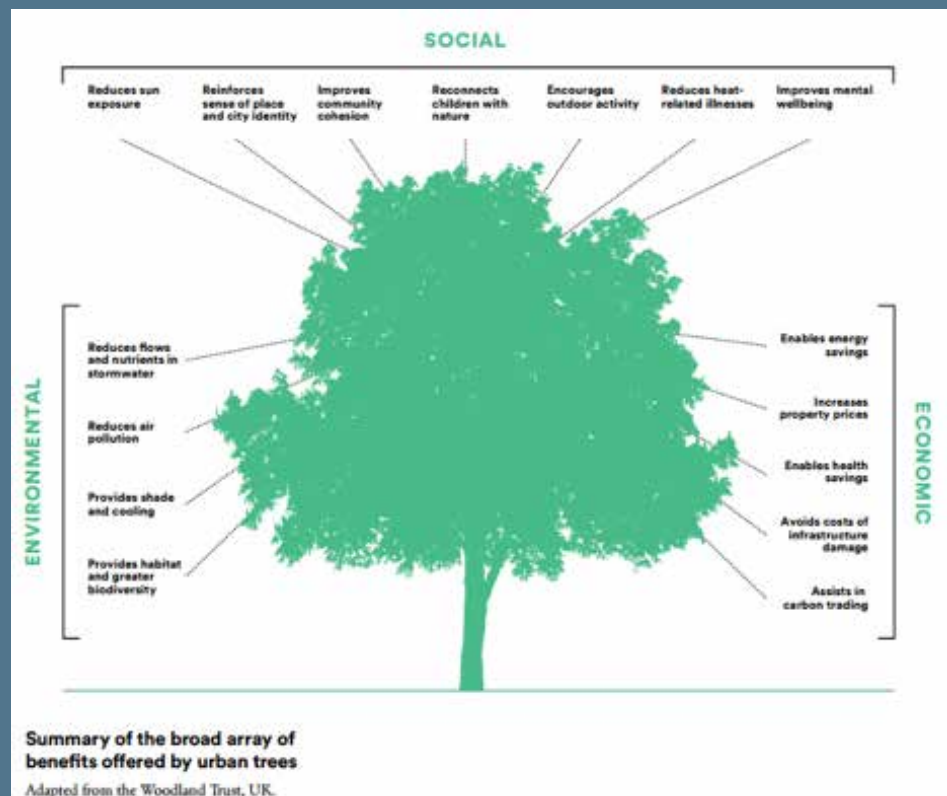 SOCIAL
Reduces sun
exposure
Reinforces
sense of place
and city identity
Improves
community
cohesion
Reconnects
children with
nature
Encourages
outdoor activity
Reduces heat-
related illnesses
Improves mental
wellbeing
ENVIRONMENTAL
Reduces flows
and nutrients in
stormwater
Reduces air
pollution
Provides shade
and cooling
Provides habitat
and greater
biodiversity
ECONOMIC
Enables energy
savings
Increases
property prices
Enables health
savings
Avoids costs of
infrastructure
damage
Assists in
carbon trading
Summary of the broad array of
benefits offered by urban trees
Adapted from the Woodland Trust, UK.